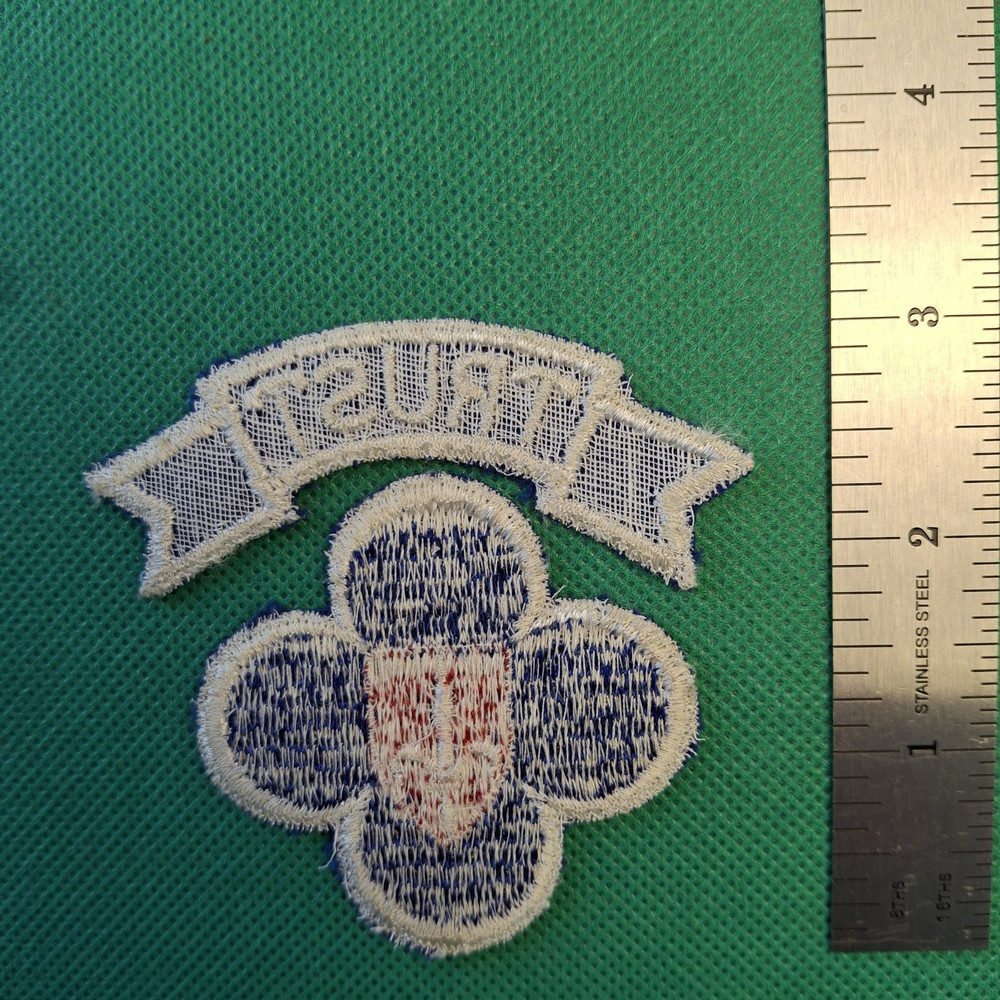 TRUST
4
3
2
1
STAINLESS STEEL
8THS
16THS